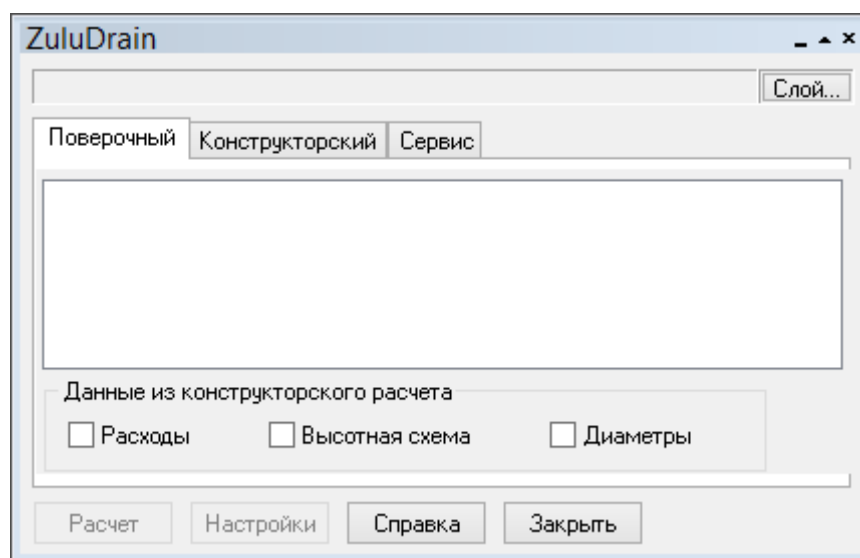 ZuluDrain
Слой...
Поверочный Конструкторский Сервис
Данные из конструкторского расчета
Расходы Высотная схема Диаметры
Расчет Настройки Справка Закрыть